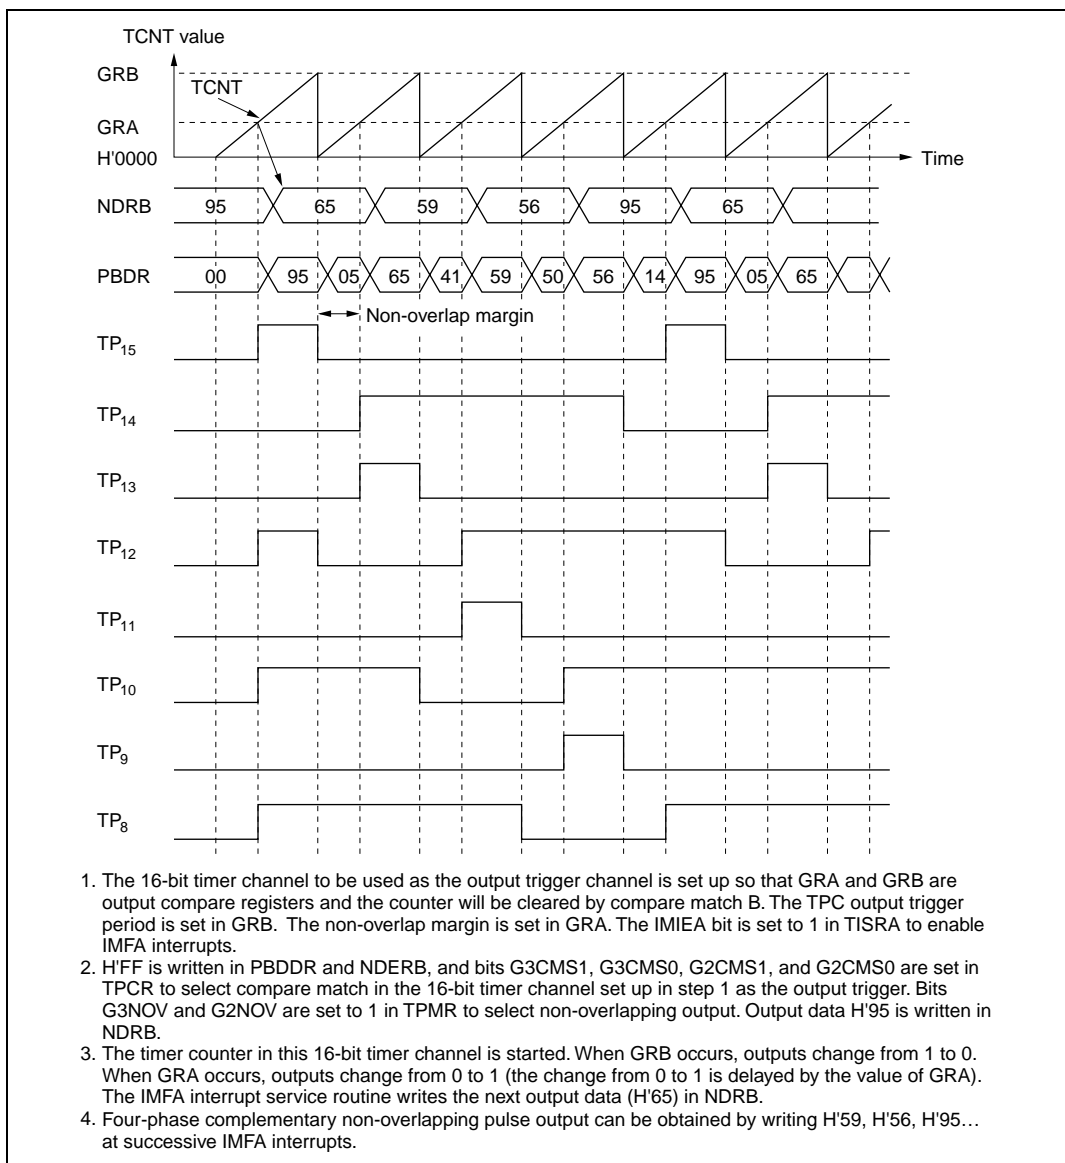 TCNT value
GRB
TCNT
GRA
H'0000
Time
NDRB 95 65 59 56 95 65
PBDR 00 95 05 65 41 59 50 56 14 95 05 65
Non-overlap margin
TP15
TP14
TP13
TP12
TP11
TP10
TP9
TP8
1. The 16-bit timer channel to be used as the output trigger channel is set up so that GRA and GRB are
output compare registers and the counter will be cleared by compare match B. The TPC output trigger
period is set in GRB. The non-overlap margin is set in GRA. The IMIEA bit is set to 1 in TISRA to enable
IMFA interrupts.
2. H'FF is written in PBDDR and NDERB, and bits G3CMS1, G3CMS0, G2CMS1, and G2CMS0 are set in
TPCR to select compare match in the 16-bit timer channel set up in step 1 as the output trigger. Bits
G3NOV and G2NOV are set to 1 in TPMR to select non-overlapping output. Output data H'95 is written in
NDRB.
3. The timer counter in this 16-bit timer channel is started. When GRB occurs, outputs change from 1 to 0.
When GRA occurs, outputs change from 0 to 1 (the change from 0 to 1 is delayed by the value of GRA).
The IMFA interrupt service routine writes the next output data (H'65) in NDRB.
4. Four-phase complementary non-overlapping pulse output can be obtained by writing H'59, H'56, H'95…
at successive IMFA interrupts.